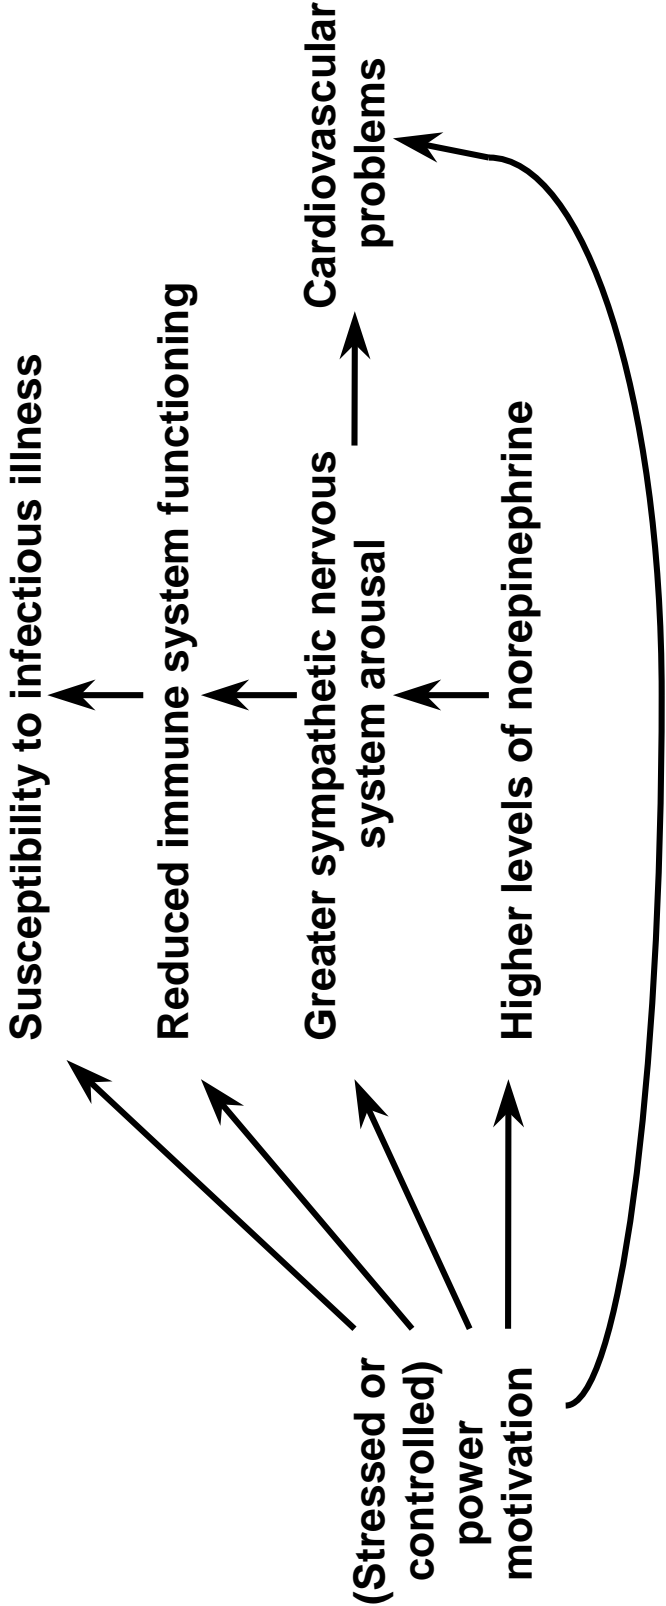 Susceptibility to infectious illness
Reduced immune system functioning
Greater sympathetic nervous
system arousal
Cardiovascular
problems
(Stressed or
controlled)
power
motivation
Higher levels of norepinephrine